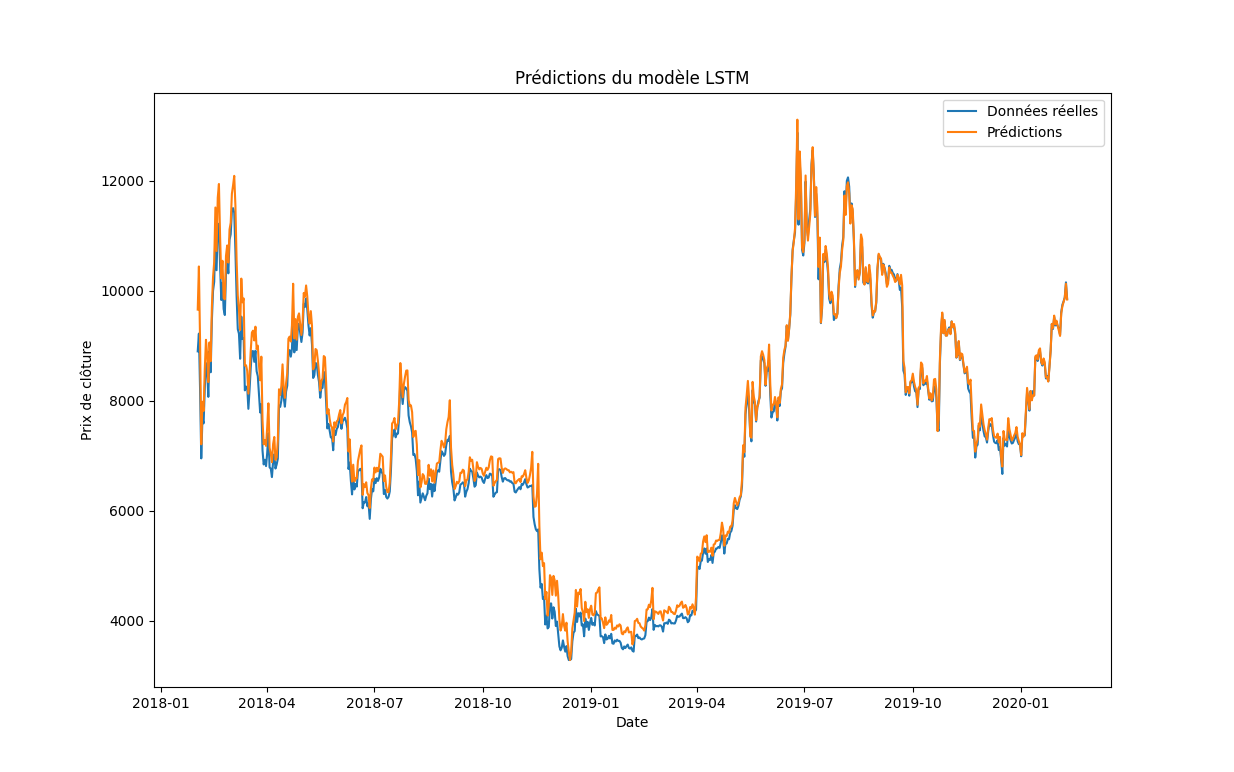 Prédictions du modèle LSTM
Données réelles
Prédictions
12000
10000
8000
6000
4000
Prix de clôture
2018-01
2018-04
2018-07
2018-10
2019-01
2019-04
2019-07
2019-10
2020-01
Date